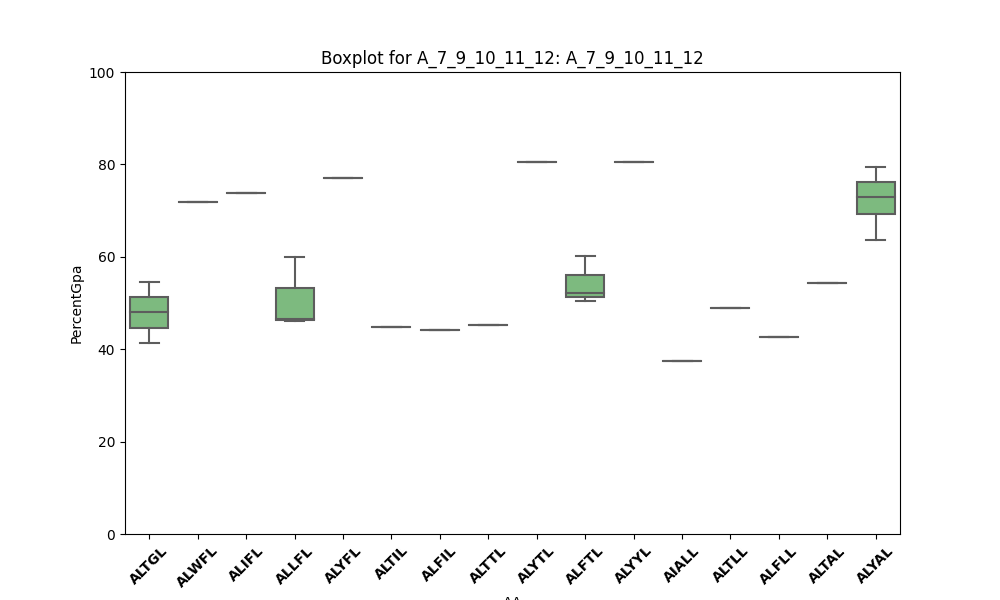 Boxplot for A_7_9_10_11_12: A_7_9_10_11_12
PercentGpa
100
80
60
40
20
0
ALTGL
ALWFL
ALIFL
ALLFL
ALYFL
ALTIL
ALFIL
ALTTL
ALYTL
ALFTL
ALYYL
AIALL
ALTLL
ALFLL
ALTAL
ALYAL